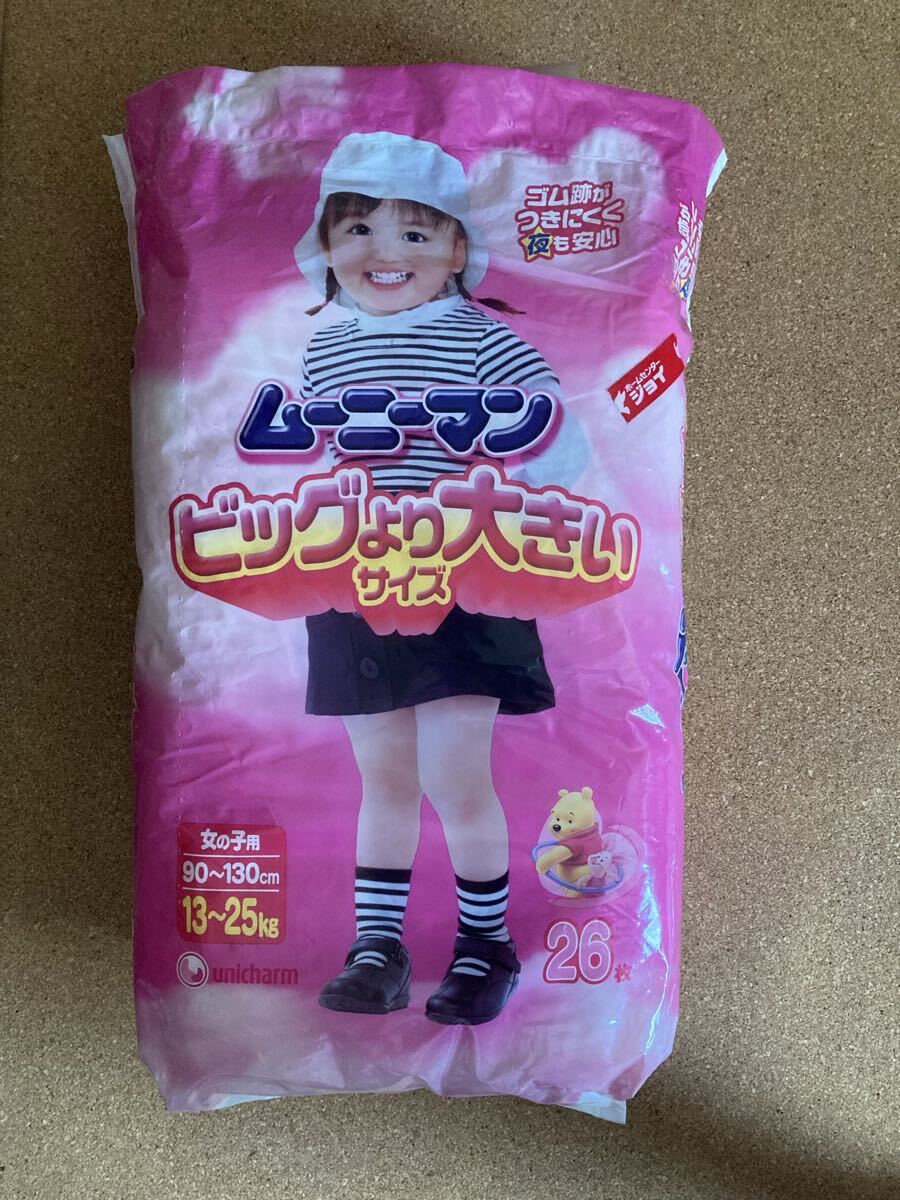 ゴム跡が
つきにくく
夜も安心
ホームセンター
ジョイ
ムーニーマン
ビッグより大きい
サイズ
女の子用
90～130cm
13～25kg
unicharm
26枚